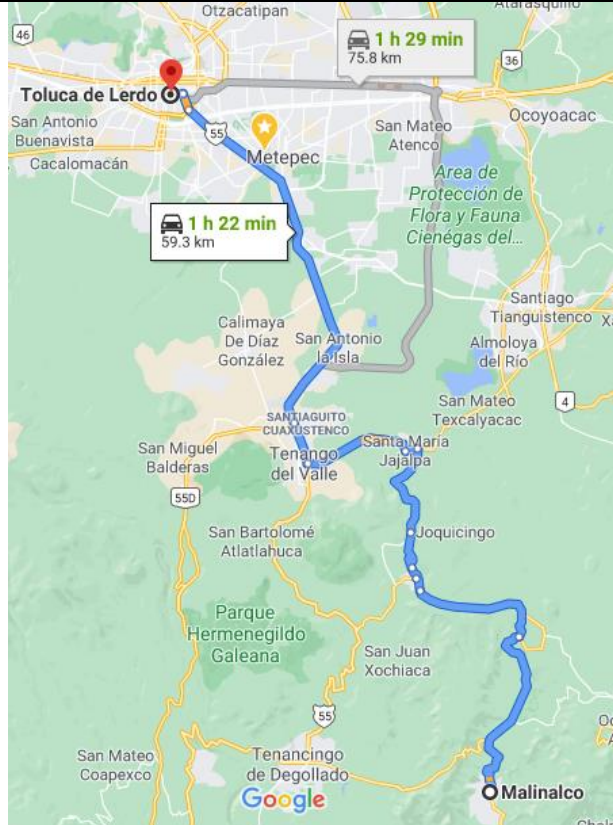 Otzacatipan
Atarasquillo
46
1 h 29 min
75.8 km
36
Toluca de Lerdo
Ocoyoacac
San Antonio
Buenavista
55
San Mateo
Atenco
Metepec
Cacalomacán
Area de
Protección de
Flora y Fauna
Ciénegas del...
1 h 22 min
59.3 km
Santiago
Tianguistenco
X
Calimaya
De Díaz
González
San Antonio
la Isla
Almoloya
del Río
4
San Mateo
Texcalyacac
SANTIAGUITO
CUAXUSTENCO
San Miguel
Balderas
Tenango
del Valle
Santa María
Jajalpa
55D
San Bartolomé
Atlatlahuca
Joquicingo
Parque
Hermenegildo
Galeana
San Juan
Xochiaca
55
San Mateo
Coapexco
Tenancingo
de Degollado
Oc
Google
Malinalco